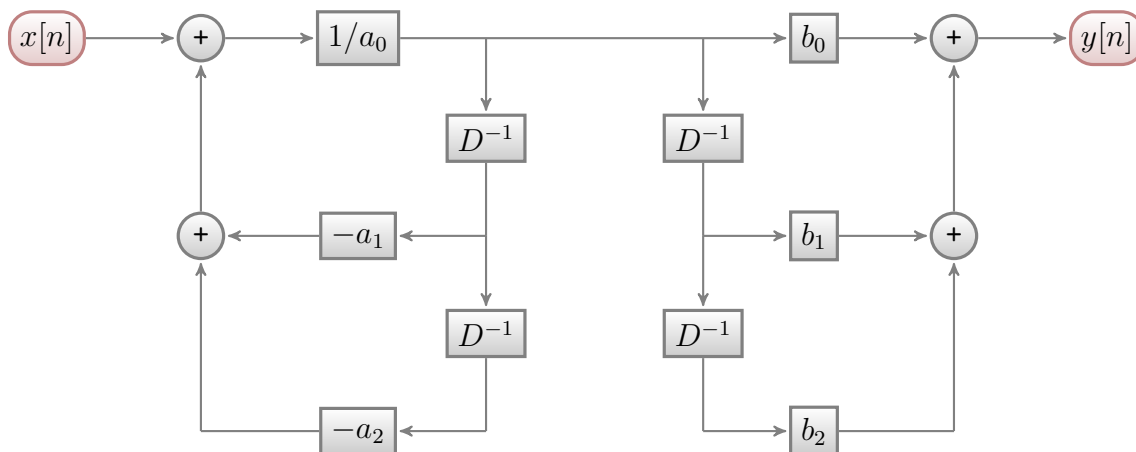 x[n] + 1/a₀ b₀ + y[n]
D⁻¹ D⁻¹
+ −a₁ b₁ +
D⁻¹ D⁻¹
−a₂ b₂